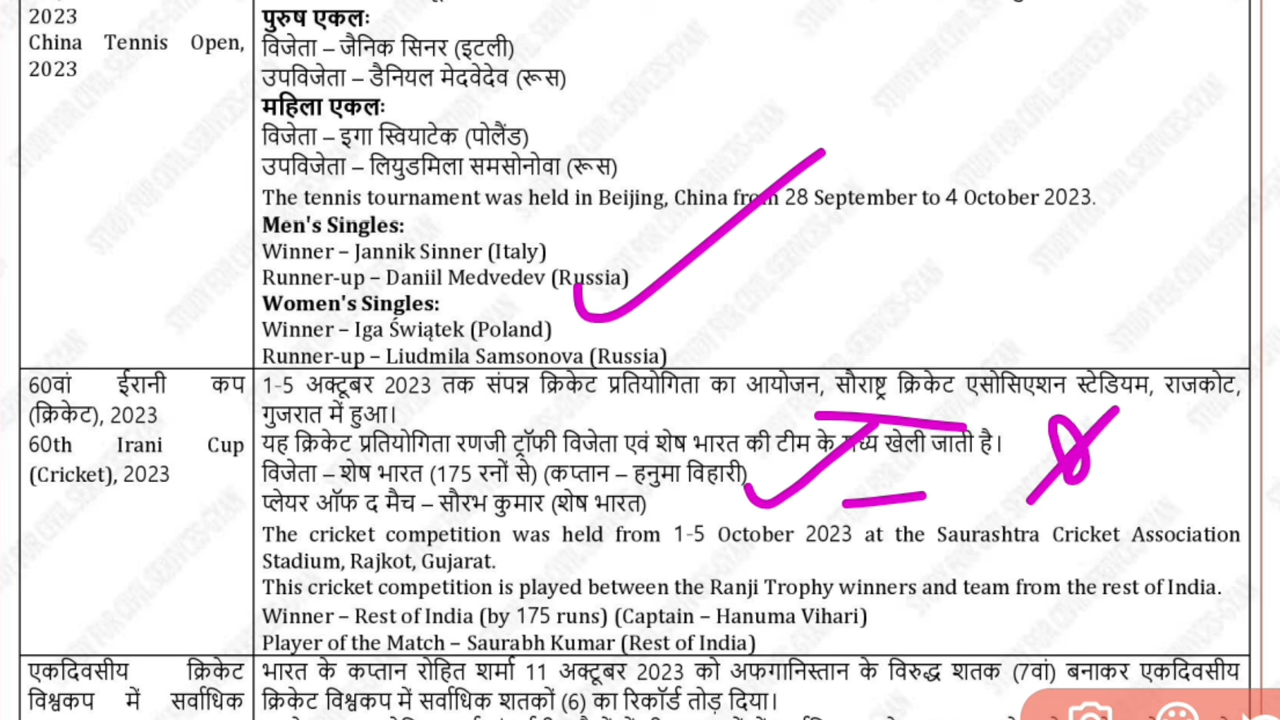 2023
China Tennis Open,
2023
पुरुष एकलः
विजेता – जैनिक सिनर (इटली)
उपविजेता – डैनियल मेदवेदेव (रूस)
महिला एकलः
विजेता – इगा स्वियाटेक (पोलैंड)
उपविजेता – लियुडमिला समसोनोवा (रूस)
The tennis tournament was held in Beijing, China from 28 September to 4 October 2023.
Men's Singles:
Winner – Jannik Sinner (Italy)
Runner-up – Daniil Medvedev (Russia)
Women's Singles:
Winner – Iga Świątek (Poland)
Runner-up – Liudmila Samsonova (Russia)
60वां ईरानी कप
(क्रिकेट), 2023
60th Irani Cup
(Cricket), 2023
1-5 अक्टूबर 2023 तक संपन्न क्रिकेट प्रतियोगिता का आयोजन, सौराष्ट्र क्रिकेट एसोसिएशन स्टेडियम, राजकोट,
गुजरात में हुआ।
यह क्रिकेट प्रतियोगिता रणजी ट्रॉफी विजेता एवं शेष भारत की टीम के मध्य खेली जाती है।
विजेता – शेष भारत (175 रनों से) (कप्तान – हनुमा विहारी)
प्लेयर ऑफ द मैच – सौरभ कुमार (शेष भारत)
The cricket competition was held from 1-5 October 2023 at the Saurashtra Cricket Association
Stadium, Rajkot, Gujarat.
This cricket competition is played between the Ranji Trophy winners and team from the rest of India.
Winner – Rest of India (by 175 runs) (Captain – Hanuma Vihari)
Player of the Match – Saurabh Kumar (Rest of India)
एकदिवसीय क्रिकेट
विश्वकप में सर्वाधिक
भारत के कप्तान रोहित शर्मा 11 अक्टूबर 2023 को अफगानिस्तान के विरुद्ध शतक (7वां) बनाकर एकदिवसीय
क्रिकेट विश्वकप में सर्वाधिक शतकों (6) का रिकॉर्ड तोड़ दिया।
STUDY FOR CIVIL SERVICES-GYAN